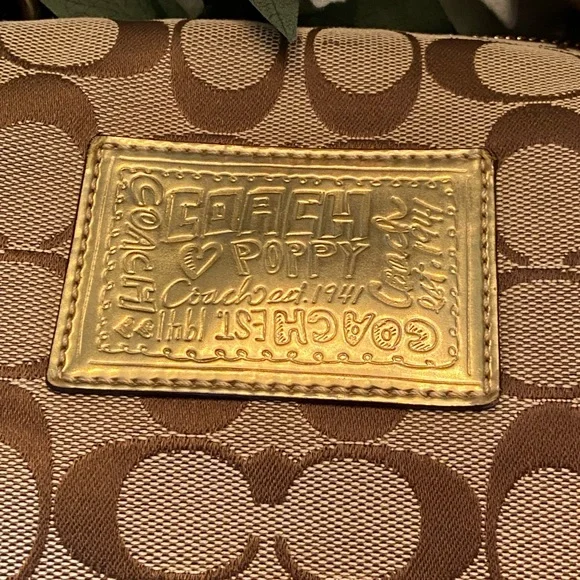 COACH
♡ POPPY
Coach est. 1941
COACH EST. 1941
COACH
Coach
est. 1941